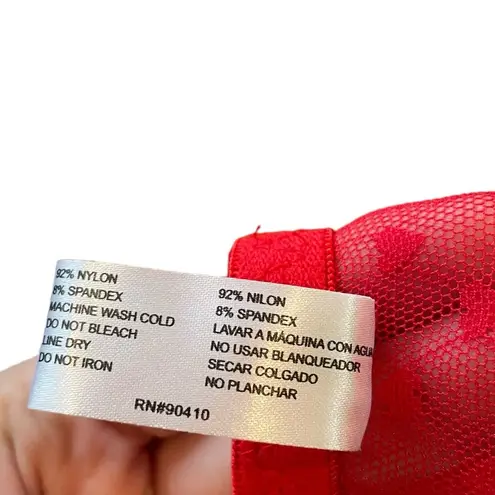 92% NYLON
8% SPANDEX
MACHINE WASH COLD
DO NOT BLEACH
LINE DRY
DO NOT IRON
92% NILON
8% SPANDEX
LAVAR A MÁQUINA CON AGUA
NO USAR BLANQUEADOR
SECAR COLGADO
NO PLANCHAR
RN#90410